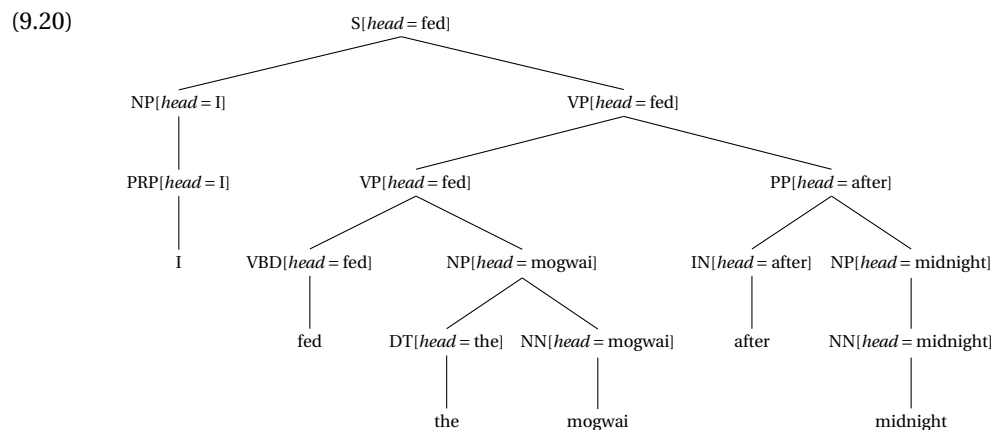 (9.20)
S[head = fed]
NP[head = I] VP[head = fed]
PRP[head = I] VP[head = fed] PP[head = after]
I VBD[head = fed] NP[head = mogwai] IN[head = after] NP[head = midnight]
fed DT[head = the] NN[head = mogwai] after NN[head = midnight]
the mogwai midnight